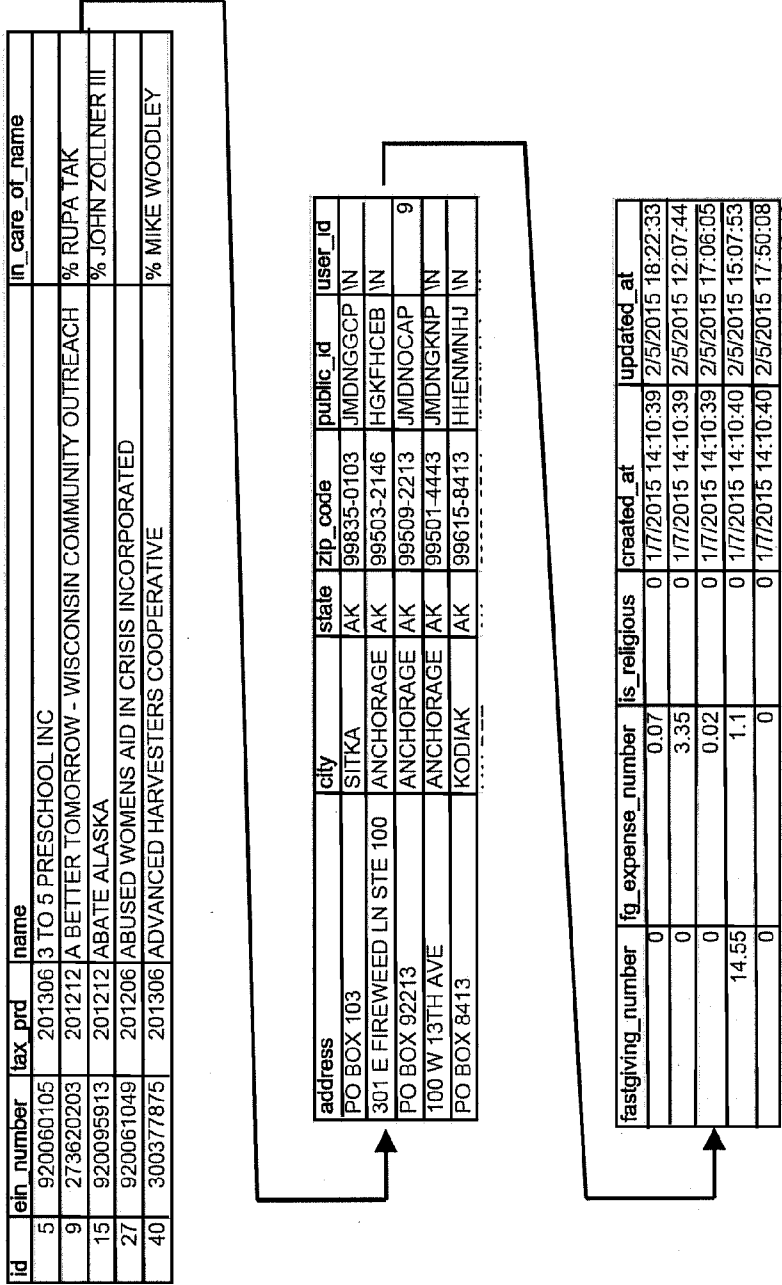 id ein_number tax_prd name in_care_of_name
5 920060105 201306 3 TO 5 PRESCHOOL INC
9 273620203 201212 A BETTER TOMORROW - WISCONSIN COMMUNITY OUTREACH % RUPA TAK
15 920095913 201212 ABATE ALASKA % JOHN ZOLLNER III
27 920061049 201206 ABUSED WOMENS AID IN CRISIS INCORPORATED
40 300377875 201306 ADVANCED HARVESTERS COOPERATIVE % MIKE WOODLEY
address city state zip_code public_id user_id
PO BOX 103 SITKA AK 99835-0103 JMDNGGCP \N
301 E FIREWEED LN STE 100 ANCHORAGE AK 99503-2146 HGKFHCEB \N
PO BOX 92213 ANCHORAGE AK 99509-2213 JMDNOCAP 9
100 W 13TH AVE ANCHORAGE AK 99501-4443 JMDNGKNP \N
PO BOX 8413 KODIAK AK 99615-8413 HHENMNHJ \N
fastgiving_number fg_expense_number is_religious created_at updated_at
0 0.07 0 1/7/2015 14:10:39 2/5/2015 18:22:33
0 3.35 0 1/7/2015 14:10:39 2/5/2015 12:07:44
0 0.02 0 1/7/2015 14:10:39 2/5/2015 17:06:05
14.55 1.1 0 1/7/2015 14:10:40 2/5/2015 15:07:53
0 0 0 1/7/2015 14:10:40 2/5/2015 17:50:08